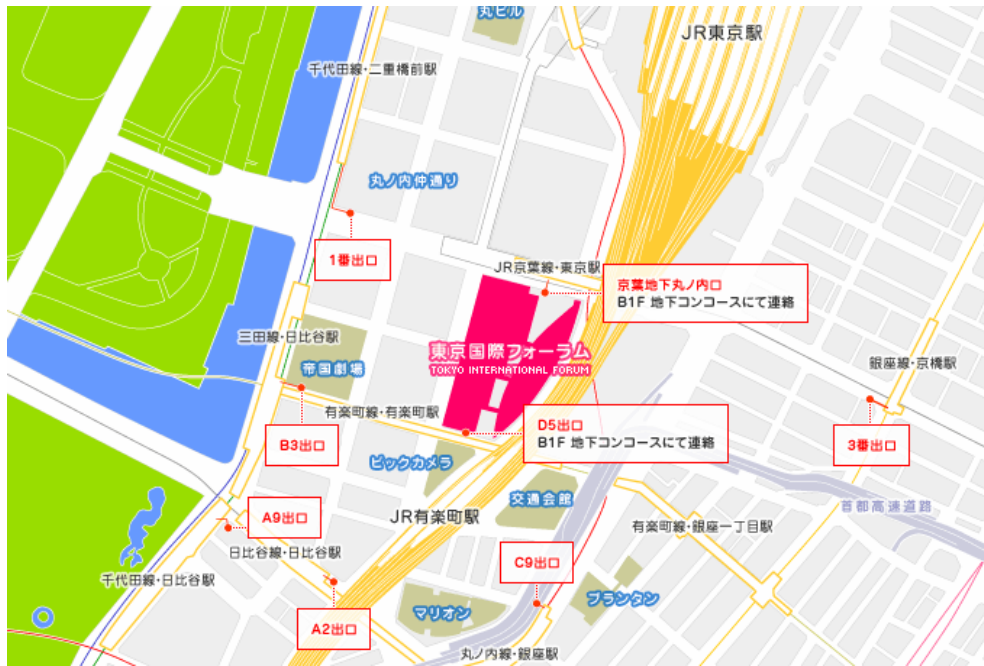 丸ビル
JR東京駅
千代田線・二重橋前駅
丸ノ内仲通り
1番出口
JR京葉線・東京駅
京葉地下丸ノ内口
B1F 地下コンコースにて連絡
三田線・日比谷駅
東京国際フォーラム
TOKYO INTERNATIONAL FORUM
帝国劇場
銀座線・京橋駅
有楽町線・有楽町駅
D5出口
B1F 地下コンコースにて連絡
B3出口
3番出口
ビックカメラ
交通会館
首都高速道路
A9出口
JR有楽町駅
有楽町線・銀座一丁目駅
日比谷線・日比谷駅
C9出口
千代田線・日比谷駅
プランタン
マリオン
A2出口
丸ノ内線・銀座駅